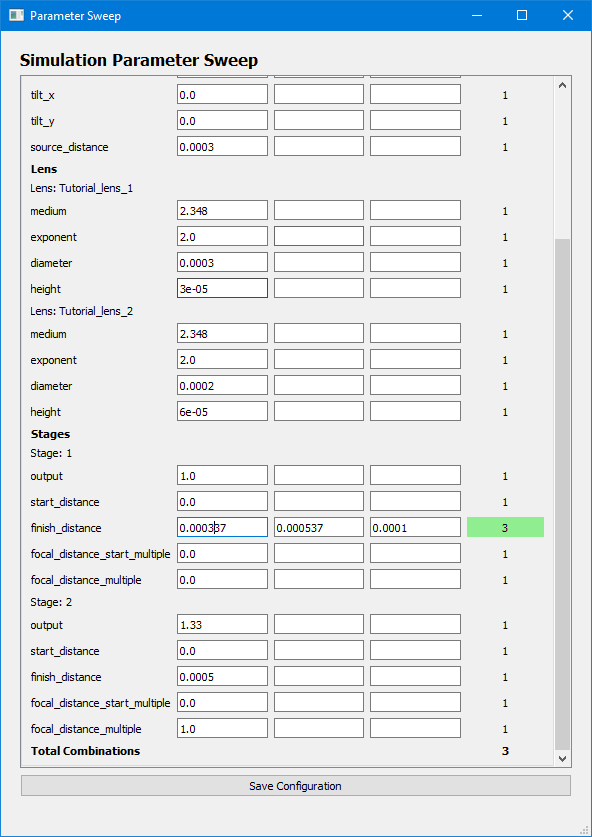 Parameter Sweep
Simulation Parameter Sweep
tilt_x 0.0 1
tilt_y 0.0 1
source_distance 0.0003 1
Lens
Lens: Tutorial_lens_1
medium 2.348 1
exponent 2.0 1
diameter 0.0003 1
height 3e-05 1
Lens: Tutorial_lens_2
medium 2.348 1
exponent 2.0 1
diameter 0.0002 1
height 6e-05 1
Stages
Stage: 1
output 1.0 1
start_distance 0.0 1
finish_distance 0.000337 0.000537 0.0001 3
focal_distance_start_multiple 0.0 1
focal_distance_multiple 0.0 1
Stage: 2
output 1.33 1
start_distance 0.0 1
finish_distance 0.0005 1
focal_distance_start_multiple 0.0 1
focal_distance_multiple 1.0 1
Total Combinations 3
Save Configuration